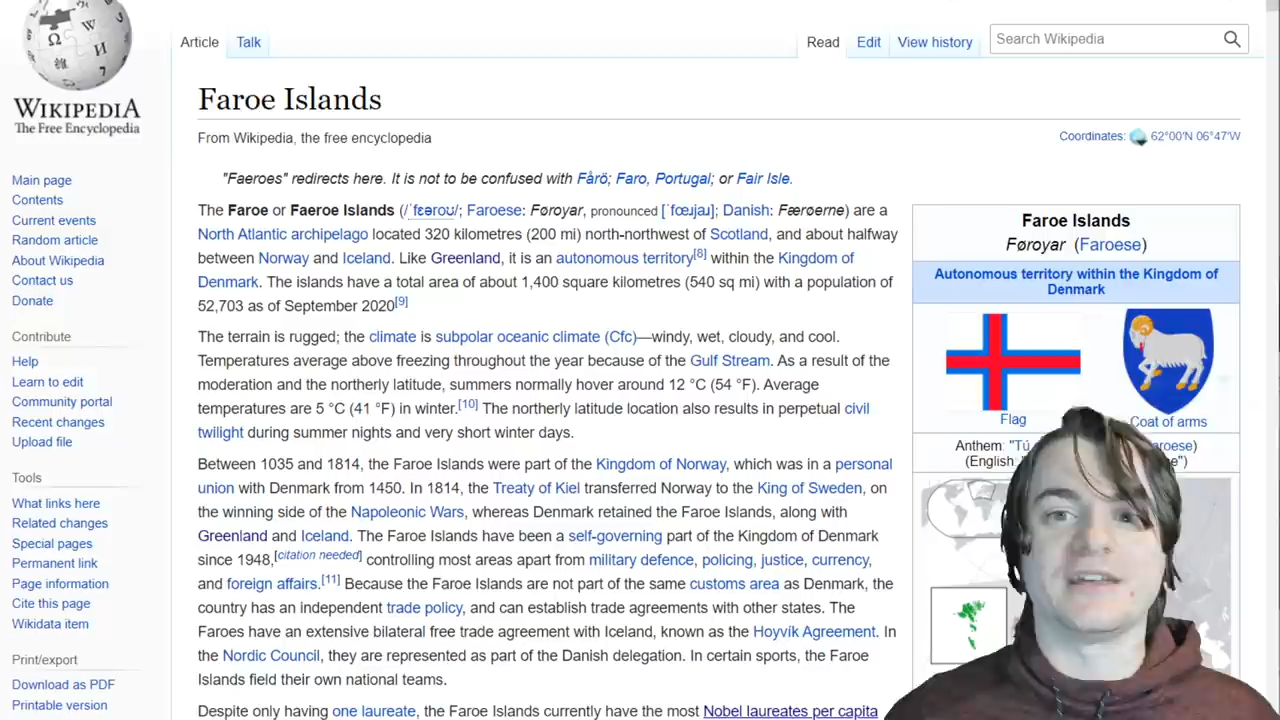 Article
Talk
Read
Edit
View history
Search Wikipedia
WIKIPEDIA
The Free Encyclopedia
Main page
Contents
Current events
Random article
About Wikipedia
Contact us
Donate
Contribute
Help
Learn to edit
Community portal
Recent changes
Upload file
Tools
What links here
Related changes
Special pages
Permanent link
Page information
Cite this page
Wikidata item
Print/export
Download as PDF
Printable version
Faroe Islands
From Wikipedia, the free encyclopedia
Coordinates: 62°00′N 06°47′W
"Faeroes" redirects here. It is not to be confused with Fårö; Faro, Portugal; or Fair Isle.
The Faroe or Faeroe Islands (/ˈfɛəroʊ/; Faroese: Føroyar, pronounced [ˈfœɹjaɹ]; Danish: Færøerne) are a
North Atlantic archipelago located 320 kilometres (200 mi) north-northwest of Scotland, and about halfway
between Norway and Iceland. Like Greenland, it is an autonomous territory[8] within the Kingdom of
Denmark. The islands have a total area of about 1,400 square kilometres (540 sq mi) with a population of
52,703 as of September 2020[9]
The terrain is rugged; the climate is subpolar oceanic climate (Cfc)—windy, wet, cloudy, and cool.
Temperatures average above freezing throughout the year because of the Gulf Stream. As a result of the
moderation and the northerly latitude, summers normally hover around 12 °C (54 °F). Average
temperatures are 5 °C (41 °F) in winter.[10] The northerly latitude location also results in perpetual civil
twilight during summer nights and very short winter days.
Between 1035 and 1814, the Faroe Islands were part of the Kingdom of Norway, which was in a personal
union with Denmark from 1450. In 1814, the Treaty of Kiel transferred Norway to the King of Sweden, on
the winning side of the Napoleonic Wars, whereas Denmark retained the Faroe Islands, along with
Greenland and Iceland. The Faroe Islands have been a self-governing part of the Kingdom of Denmark
since 1948,[citation needed] controlling most areas apart from military defence, policing, justice, currency,
and foreign affairs.[11] Because the Faroe Islands are not part of the same customs area as Denmark, the
country has an independent trade policy, and can establish trade agreements with other states. The
Faroes have an extensive bilateral free trade agreement with Iceland, known as the Hoyvík Agreement. In
the Nordic Council, they are represented as part of the Danish delegation. In certain sports, the Faroe
Islands field their own national teams.
Despite only having one laureate, the Faroe Islands currently have the most Nobel laureates per capita
Faroe Islands
Føroyar (Faroese)
Autonomous territory within the Kingdom of
Denmark
Flag
Coat of arms
Anthem: "Tú
(English: